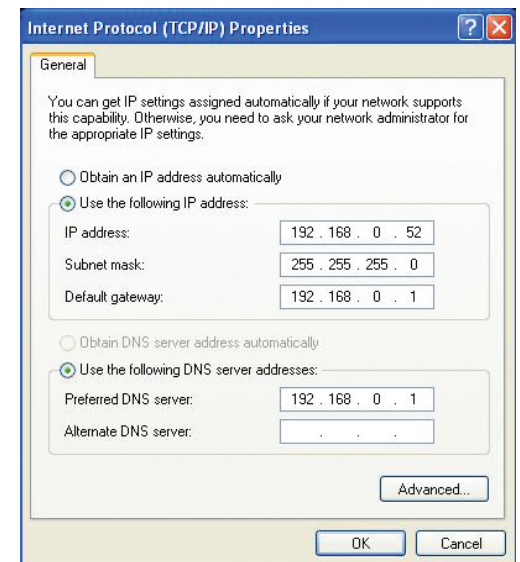 Internet Protocol (TCP/IP) Properties
General
You can get IP settings assigned automatically if your network supports
this capability. Otherwise, you need to ask your network administrator for
the appropriate IP settings.
Obtain an IP address automatically
Use the following IP address:
IP address: 192 . 168 . 0 . 52
Subnet mask: 255 . 255 . 255 . 0
Default gateway: 192 . 168 . 0 . 1
Obtain DNS server address automatically
Use the following DNS server addresses:
Preferred DNS server: 192 . 168 . 0 . 1
Alternate DNS server: . . .
Advanced...
OK Cancel